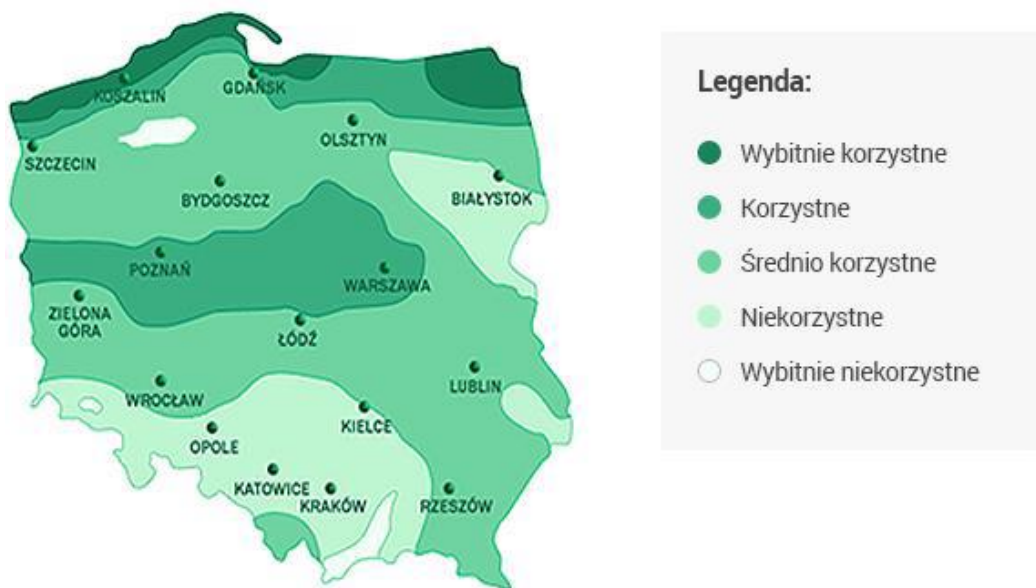 KOSZALIN
GDAŃSK
OLSZTYN
SZCZECIN
BYDGOSZCZ
BIAŁYSTOK
POZNAŃ
WARSZAWA
ZIELONA
GÓRA
ŁÓDŹ
WROCŁAW
LUBLIN
KIELCE
OPOLE
KATOWICE
KRAKÓW
RZESZÓW
Legenda:
Wybitnie korzystne
Korzystne
Średnio korzystne
Niekorzystne
Wybitnie niekorzystne